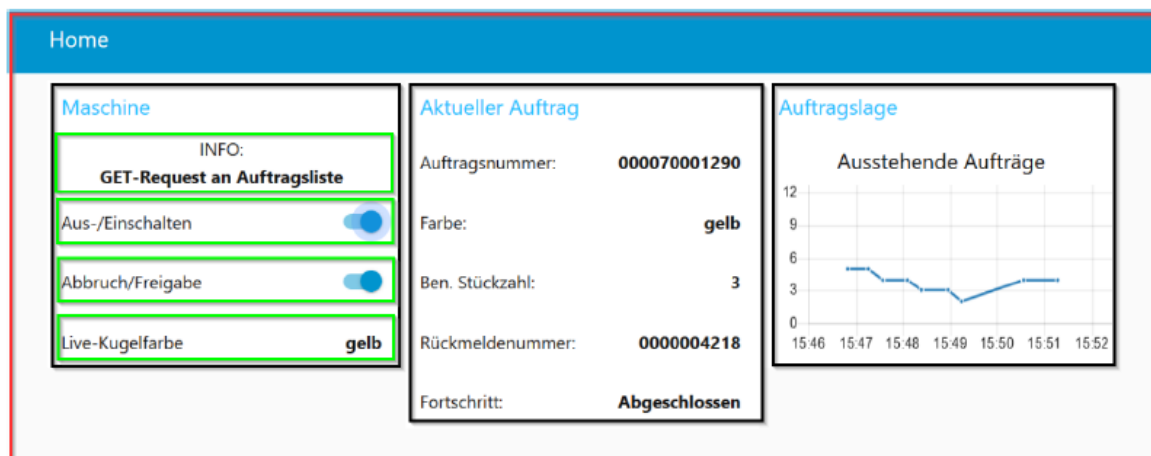 Home
Maschine
INFO:
GET-Request an Auftragsliste
Aus-/Einschalten
Abbruch/Freigabe
Live-Kugelfarbe gelb
Aktueller Auftrag
Auftragsnummer: 000070001290
Farbe: gelb
Ben. Stückzahl: 3
Rückmeldenummer: 0000004218
Fortschritt: Abgeschlossen
Auftragslage
Ausstehende Aufträge
12
9
6
3
0
15:46 15:47 15:48 15:49 15:50 15:51 15:52